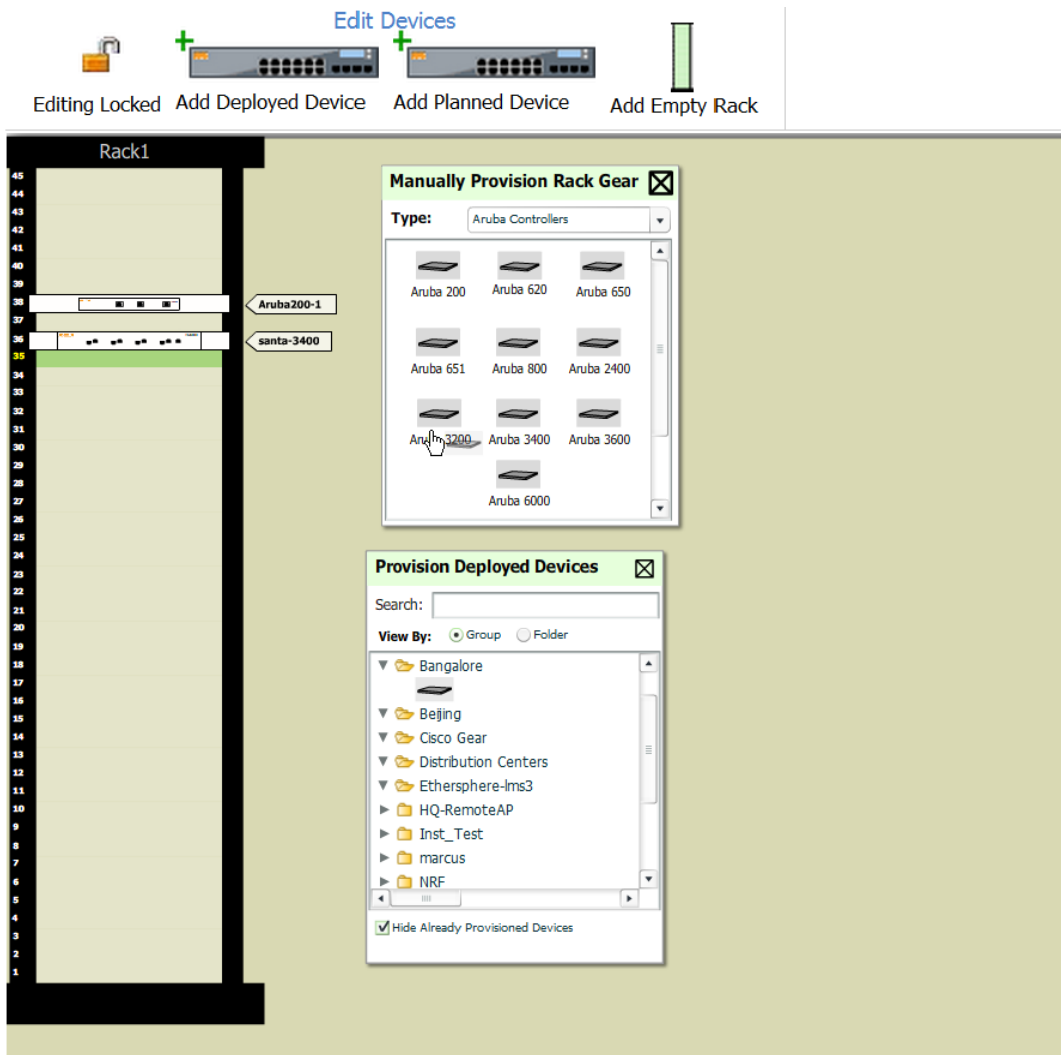 Edit Devices
Editing Locked Add Deployed Device Add Planned Device Add Empty Rack
Rack1
45
44
43
42
41
40
39
38
37
36
35
34
33
32
31
30
29
28
27
26
25
24
23
22
21
20
19
18
17
16
15
14
13
12
11
10
9
8
7
6
5
4
3
2
1
Aruba200-1
santa-3400
Manually Provision Rack Gear
Type: Aruba Controllers
Aruba 200 Aruba 620 Aruba 650
Aruba 651 Aruba 800 Aruba 2400
Aruba 3200 Aruba 3400 Aruba 3600
Aruba 6000
Provision Deployed Devices
Search:
View By: Group Folder
Bangalore
Beijing
Cisco Gear
Distribution Centers
Ethersphere-lms3
HQ-RemoteAP
Inst_Test
marcus
NRF
Hide Already Provisioned Devices